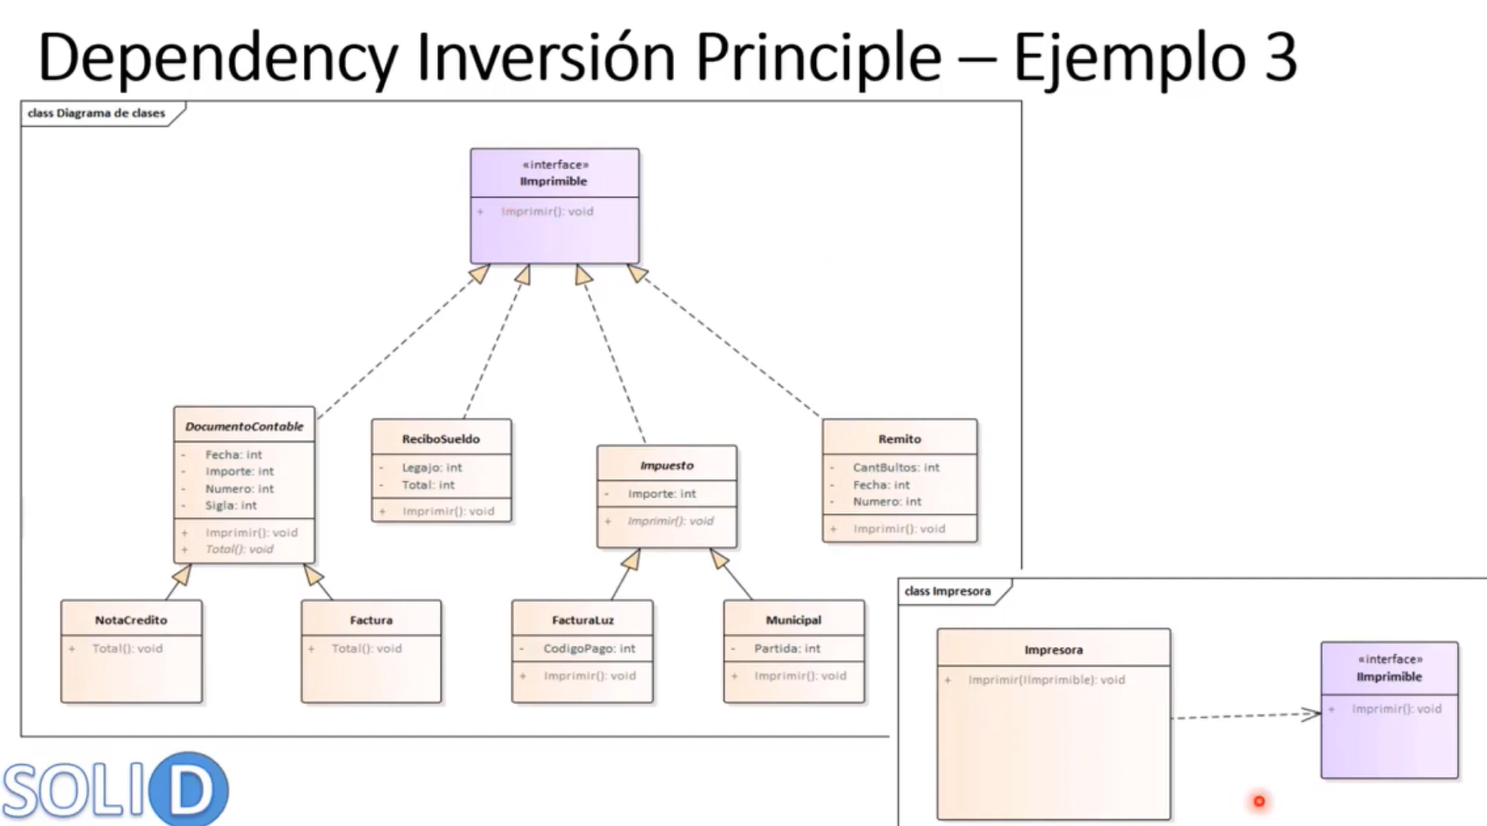 Dependency Inversión Principle – Ejemplo 3
class Diagrama de clases
«interface»
IImprimible
+ Imprimir(): void
DocumentoContable
- Fecha: int
- Importe: int
- Numero: int
- Sigla: int
+ Imprimir(): void
+ Total(): void
ReciboSueldo
- Legajo: int
- Total: int
+ Imprimir(): void
Impuesto
- Importe: int
+ Imprimir(): void
Remito
- CantBultos: int
- Fecha: int
- Numero: int
+ Imprimir(): void
NotaCredito
+ Total(): void
Factura
+ Total(): void
FacturaLuz
- CodigoPago: int
+ Imprimir(): void
Municipal
- Partida: int
+ Imprimir(): void
class Impresora
Impresora
+ Imprimir(IImprimible): void
«interface»
IImprimible
+ Imprimir(): void
SOLID